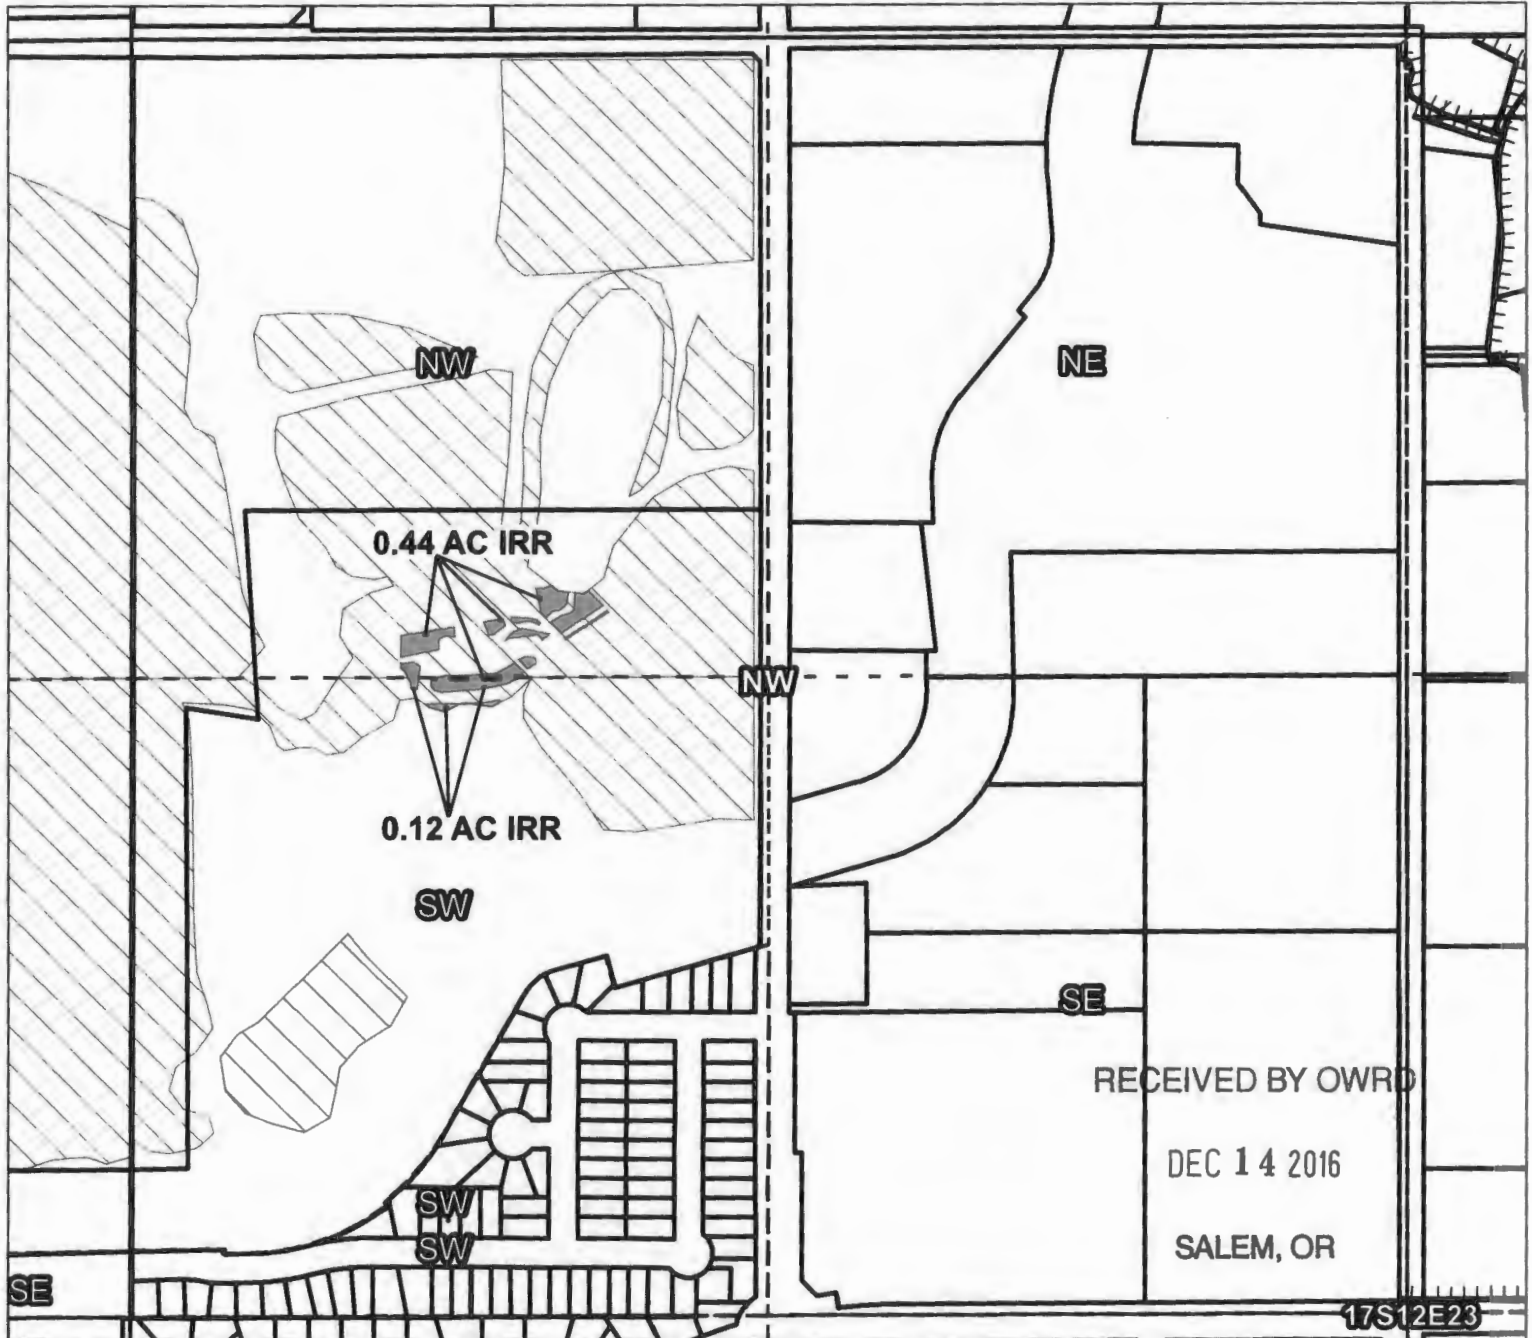 NW
NE
0.44 AC IRR
NW
0.12 AC IRR
SW
SE
RECEIVED BY OWRD
DEC 14 2016
SW
SALEM, OR
SW
SE
17S12E23